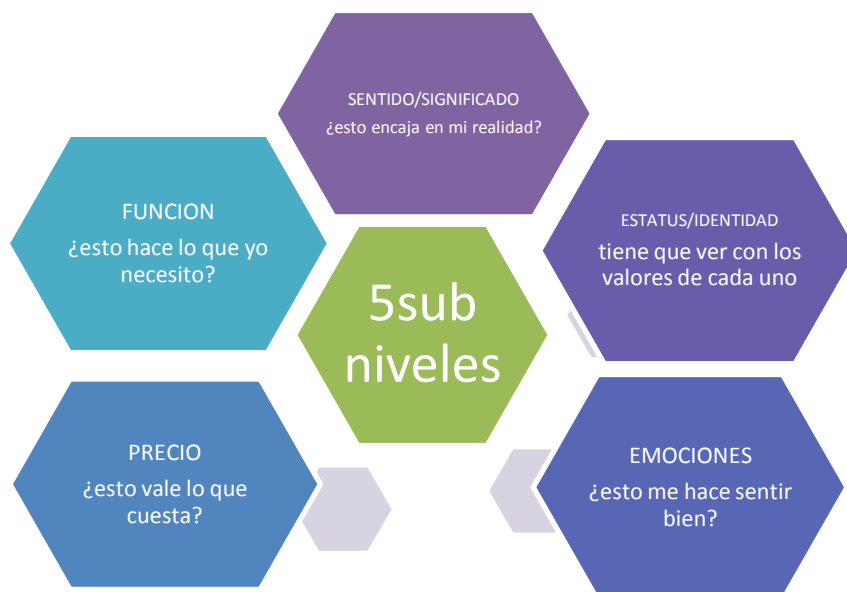 SENTIDO/SIGNIFICADO
¿esto encaja en mi realidad?
FUNCION
¿esto hace lo que yo
necesito?
ESTATUS/IDENTIDAD
tiene que ver con los
valores de cada uno
5sub
niveles
PRECIO
¿esto vale lo que
cuesta?
EMOCIONES
¿esto me hace sentir
bien?